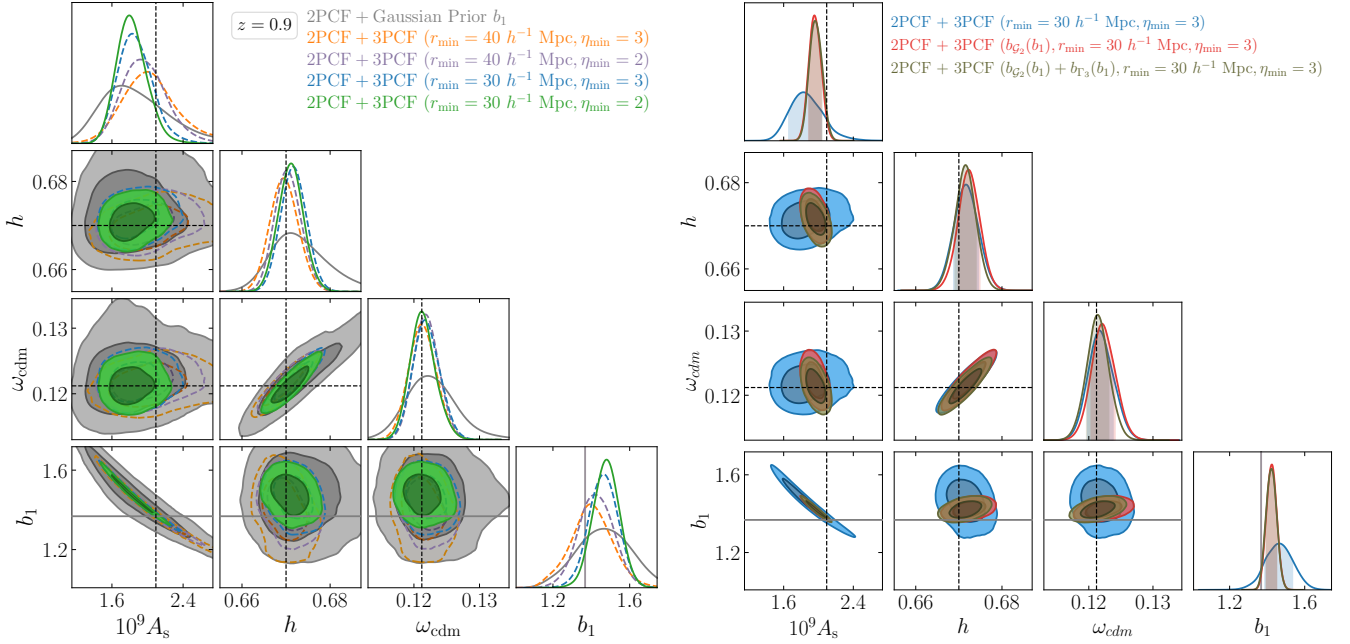 z = 0.9
2PCF + Gaussian Prior b₁
2PCF + 3PCF (r_min = 40 h⁻¹ Mpc, η_min = 3)
2PCF + 3PCF (r_min = 40 h⁻¹ Mpc, η_min = 2)
2PCF + 3PCF (r_min = 30 h⁻¹ Mpc, η_min = 3)
2PCF + 3PCF (r_min = 30 h⁻¹ Mpc, η_min = 2)
0.68
h
0.66
0.13
ω_cdm
0.12
1.6
b₁
1.2
1.6 2.4
10⁹A_s
0.66 0.68
h
0.12 0.13
ω_cdm
1.2 1.6
b₁
2PCF + 3PCF (r_min = 30 h⁻¹ Mpc, η_min = 3)
2PCF + 3PCF (b_𝒢₂(b₁), r_min = 30 h⁻¹ Mpc, η_min = 3)
2PCF + 3PCF (b_𝒢₂(b₁) + b_Γ₃(b₁), r_min = 30 h⁻¹ Mpc, η_min = 3)
0.68
h
0.66
0.13
ω_cdm
0.12
1.6
b₁
1.2
1.6 2.4
10⁹A_s
0.66 0.68
h
0.12 0.13
ω_cdm
1.2 1.6
b₁